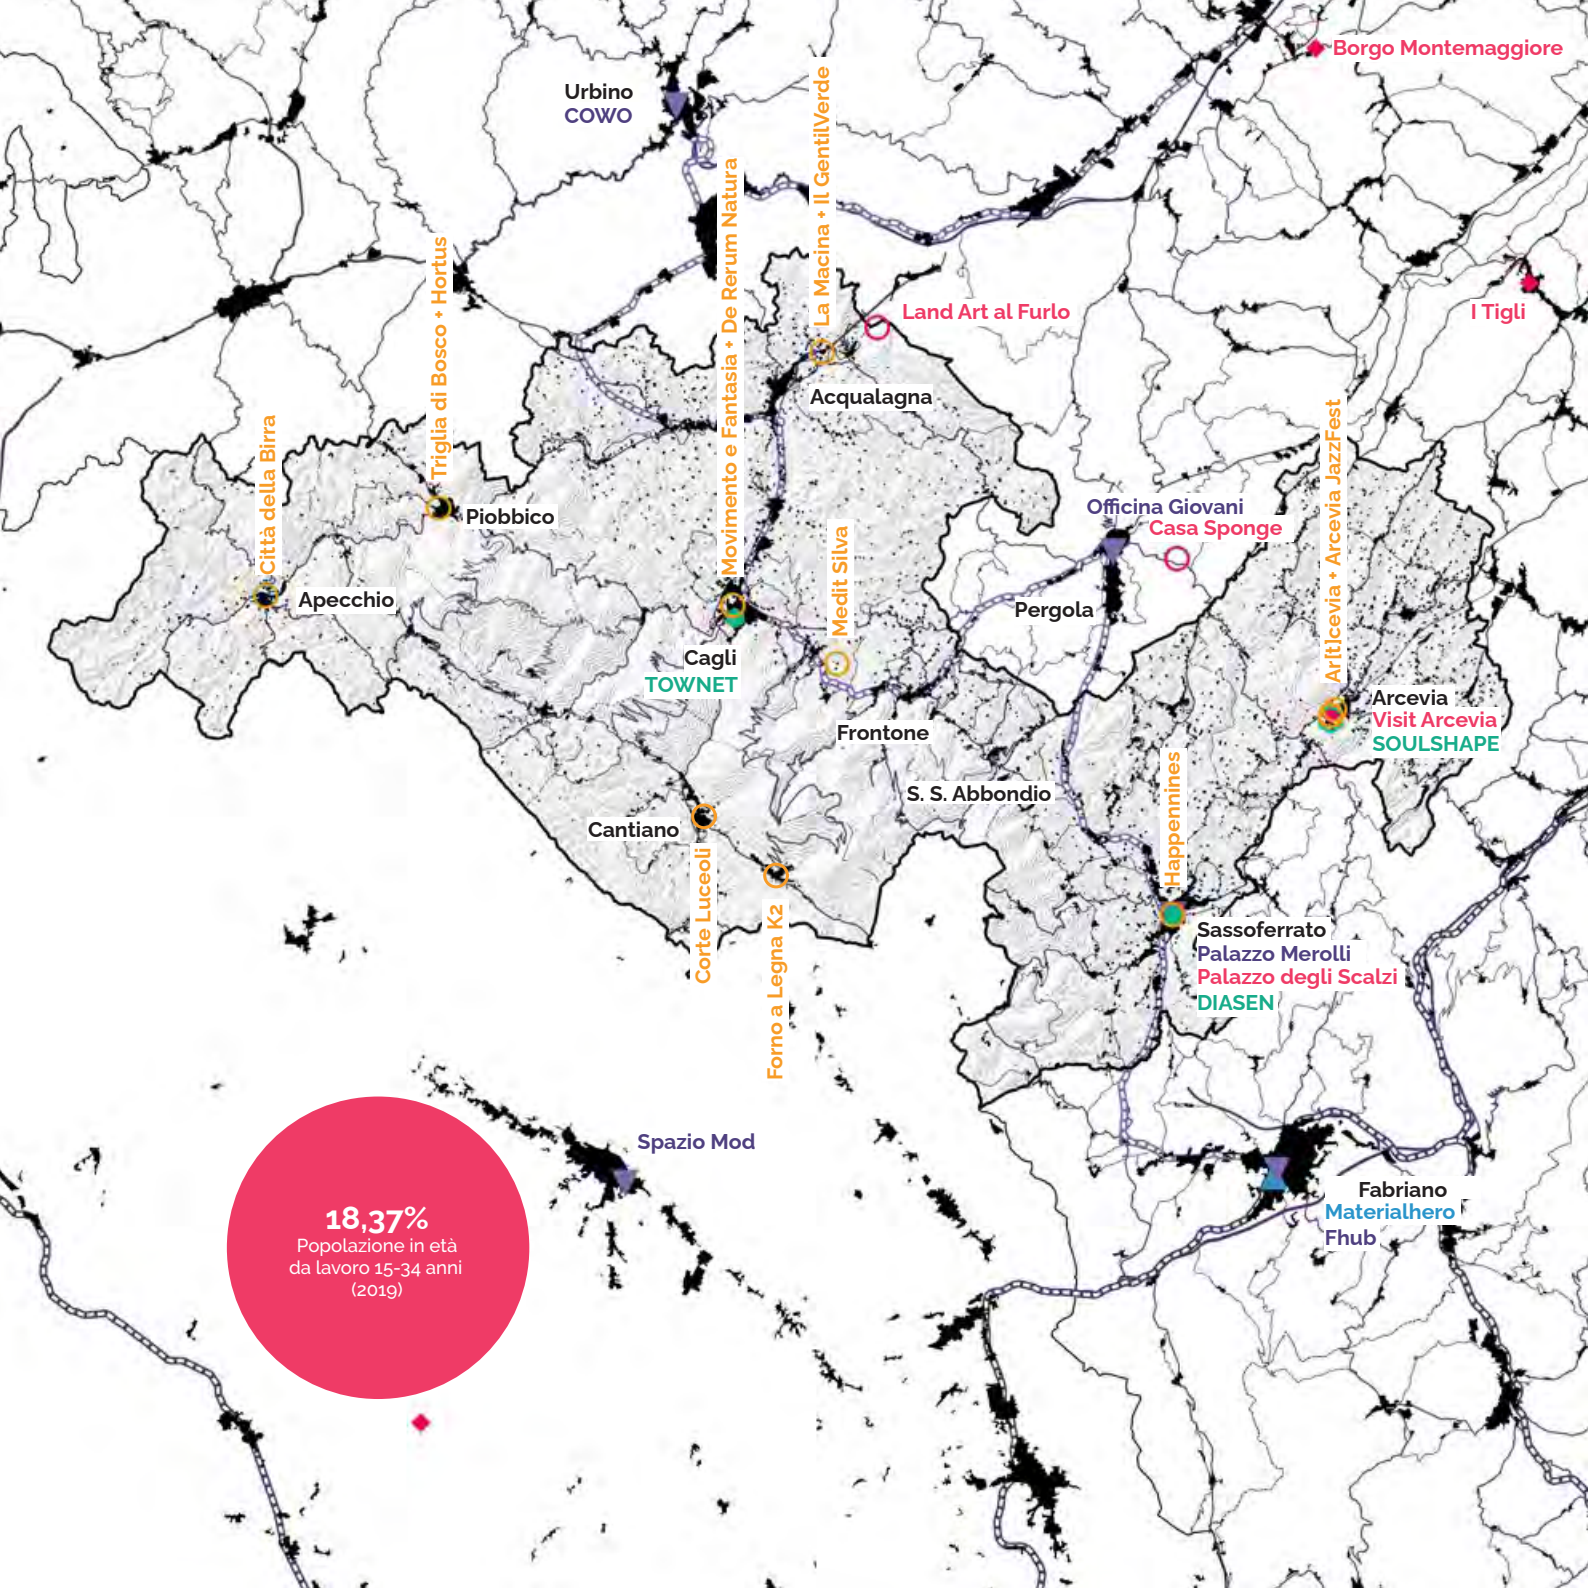 Borgo Montemaggiore
Urbino
COWO
La Macina + Il GentilVerde
Movimento e Fantasia + De Rerum Natura
Triglia di Bosco + Hortus
Land Art al Furlo
I Tigli
Acqualagna
Città della Birra
Ar[t]cevia + Arcevia JazzFest
Piobbico
Officina Giovani
Casa Sponge
Medit Silva
Apecchio
Pergola
Cagli
TOWNET
Frontone
Arcevia
Visit Arcevia
SOULSHAPE
S. S. Abbondio
Happennines
Cantiano
Corte Luceoli
Forno a Legna K2
Sassoferrato
Palazzo Merolli
Palazzo degli Scalzi
DIASEN
Spazio Mod
Fabriano
Materialhero
Fhub
18,37%
Popolazione in età
da lavoro 15-34 anni
(2019)